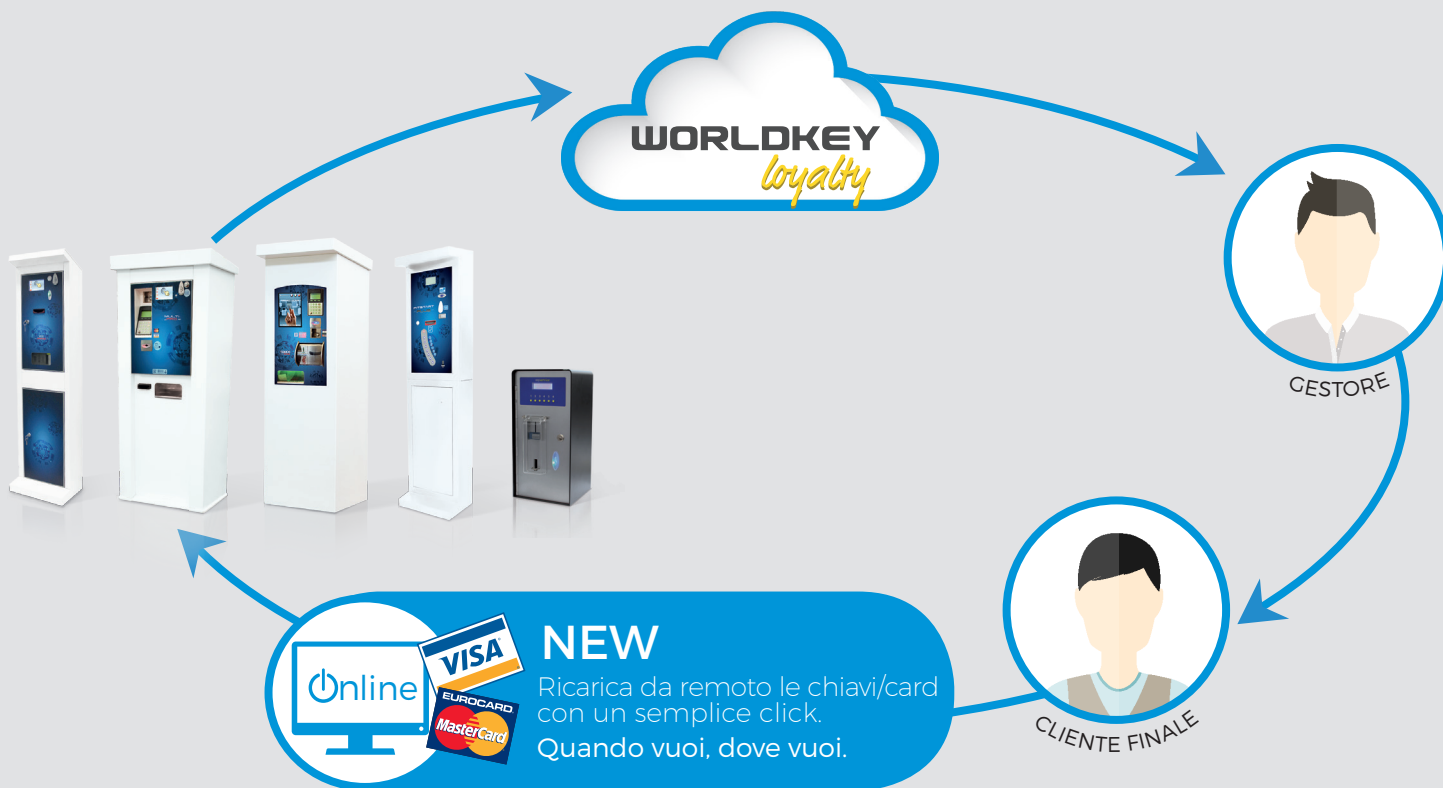 WORLDKEY
loyalty
GESTORE
CLIENTE FINALE
Online
VISA
EUROCARD
MasterCard
NEW
Ricarica da remoto le chiavi/card
con un semplice click.
Quando vuoi, dove vuoi.